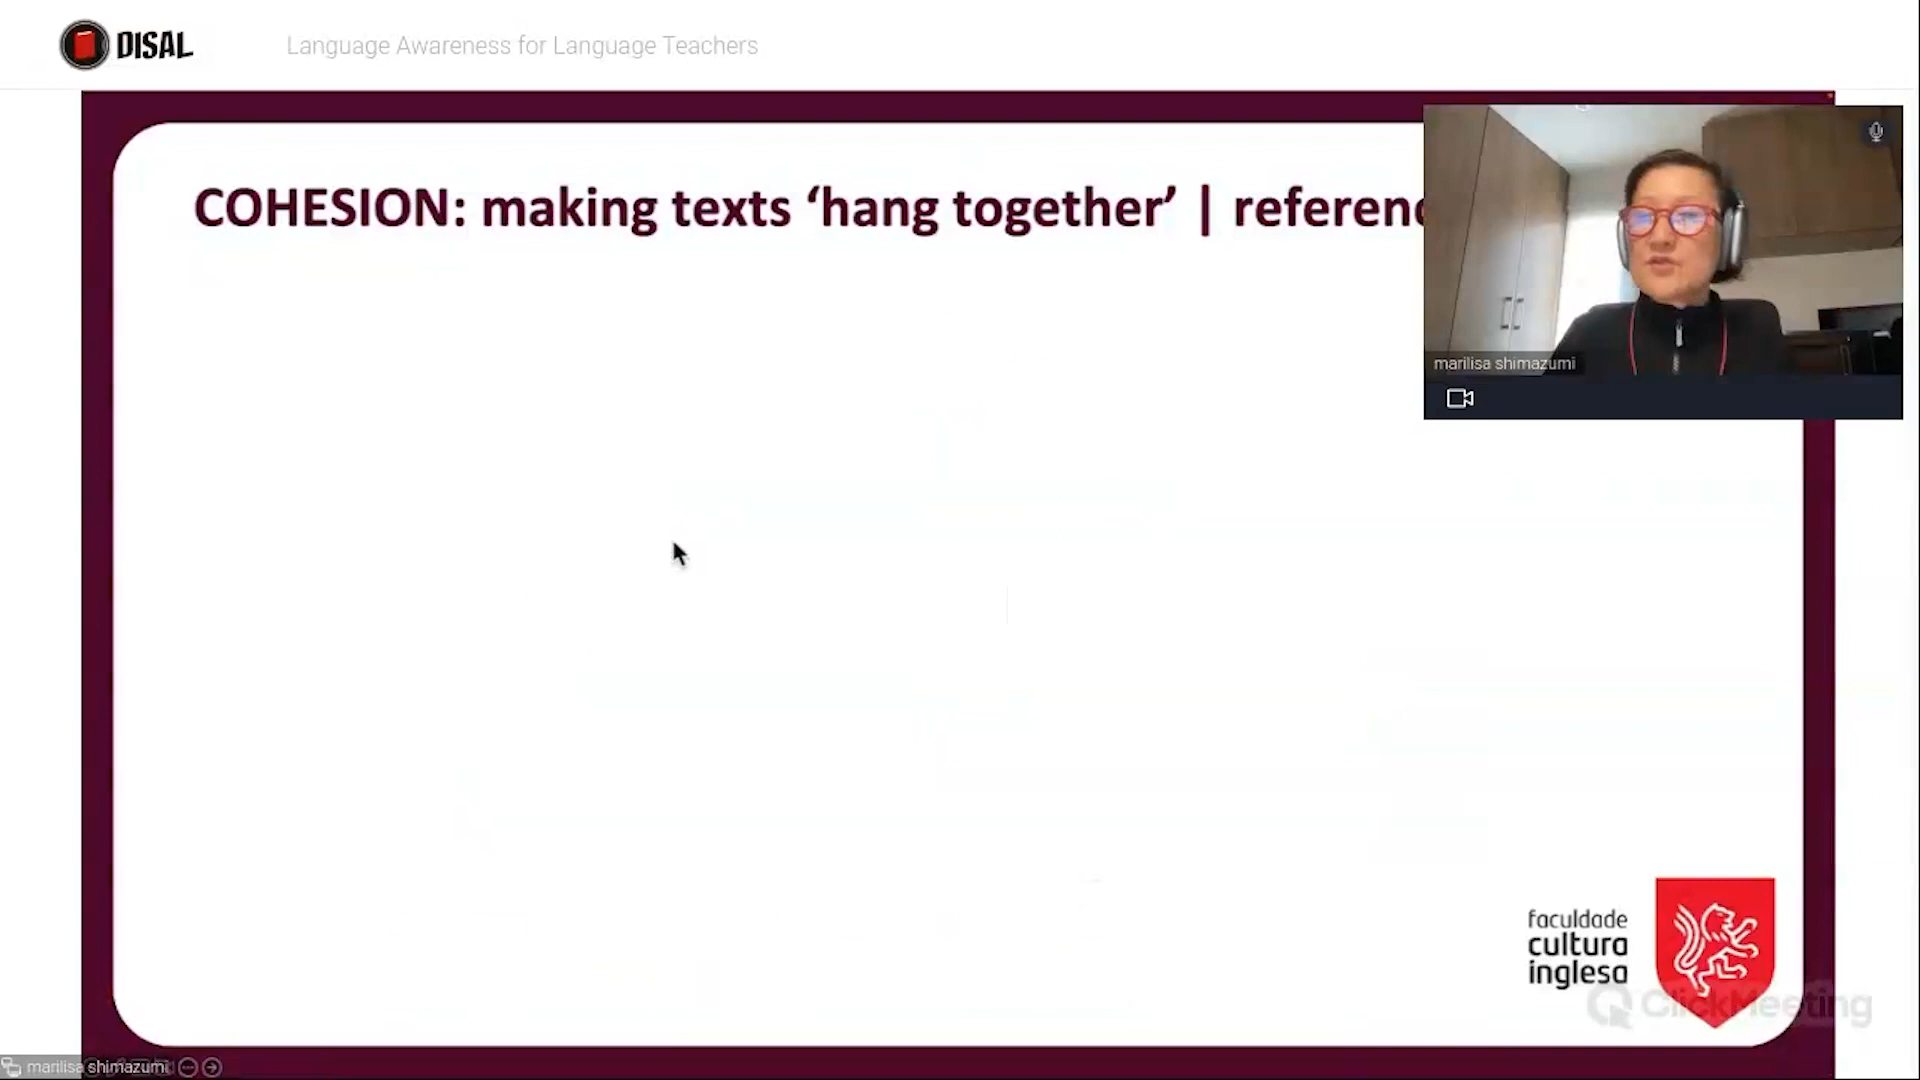 DISAL
Language Awareness for Language Teachers
COHESION: making texts ‘hang together’ | referenc
marilisa shimazumi
faculdade
cultura
inglesa
ClickMeeting
marilisa shimazumi